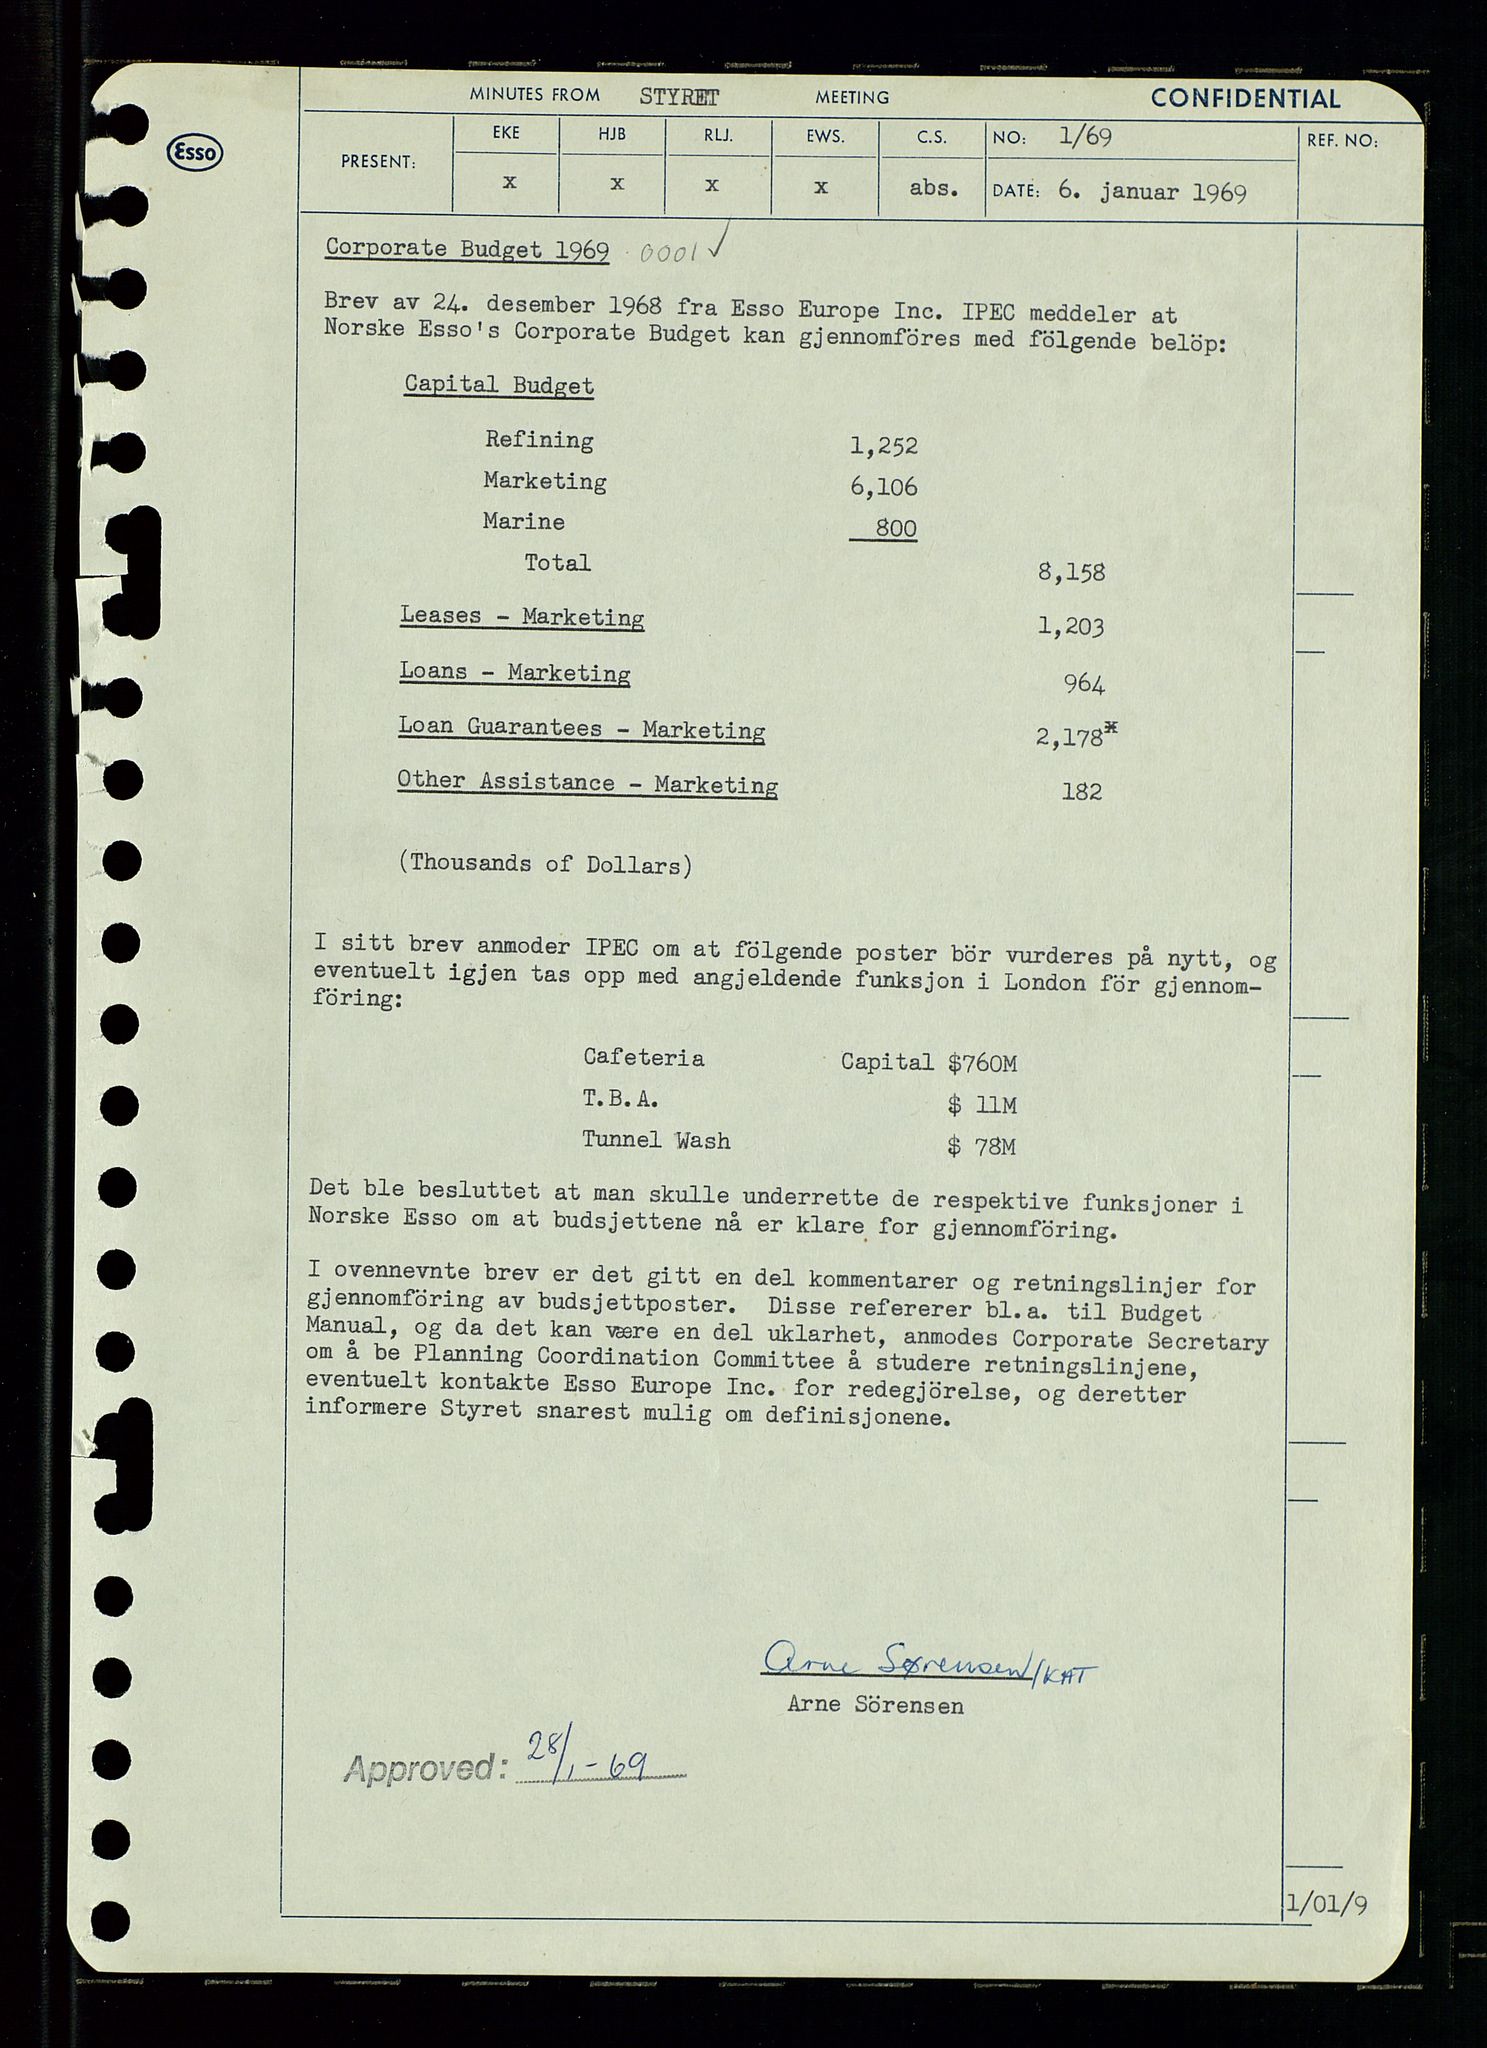 Esso
MINUTES FROM STYRET MEETING CONFIDENTIAL
PRESENT: EKE HJB RLJ. EWS. C.S. NO: 1/69 REF. NO:
x x x x abs. DATE: 6. januar 1969
Corporate Budget 1969 0001 ✓
Brev av 24. desember 1968 fra Esso Europe Inc. IPEC meddeler at
Norske Esso's Corporate Budget kan gjennomföres med fölgende belöp:
Capital Budget
Refining 1,252
Marketing 6,106
Marine 800
Total 8,158
Leases - Marketing 1,203
Loans - Marketing 964
Loan Guarantees - Marketing 2,178*
Other Assistance - Marketing 182
(Thousands of Dollars)
I sitt brev anmoder IPEC om at fölgende poster bör vurderes på nytt, og
eventuelt igjen tas opp med angjeldende funksjon i London för gjennom-
föring:
Cafeteria Capital $760M
T.B.A. $ 11M
Tunnel Wash $ 78M
Det ble besluttet at man skulle underrette de respektive funksjoner i
Norske Esso om at budsjettene nå er klare for gjennomföring.
I ovennevnte brev er det gitt en del kommentarer og retningslinjer for
gjennomföring av budsjettposter. Disse refererer bl.a. til Budget
Manual, og da det kan være en del uklarhet, anmodes Corporate Secretary
om å be Planning Coordination Committee å studere retningslinjene,
eventuelt kontakte Esso Europe Inc. for redegjörelse, og deretter
informere Styret snarest mulig om definisjonene.
Arne Sørensen/KAT
Arne Sörensen
Approved: 28/1-69
1/01/9